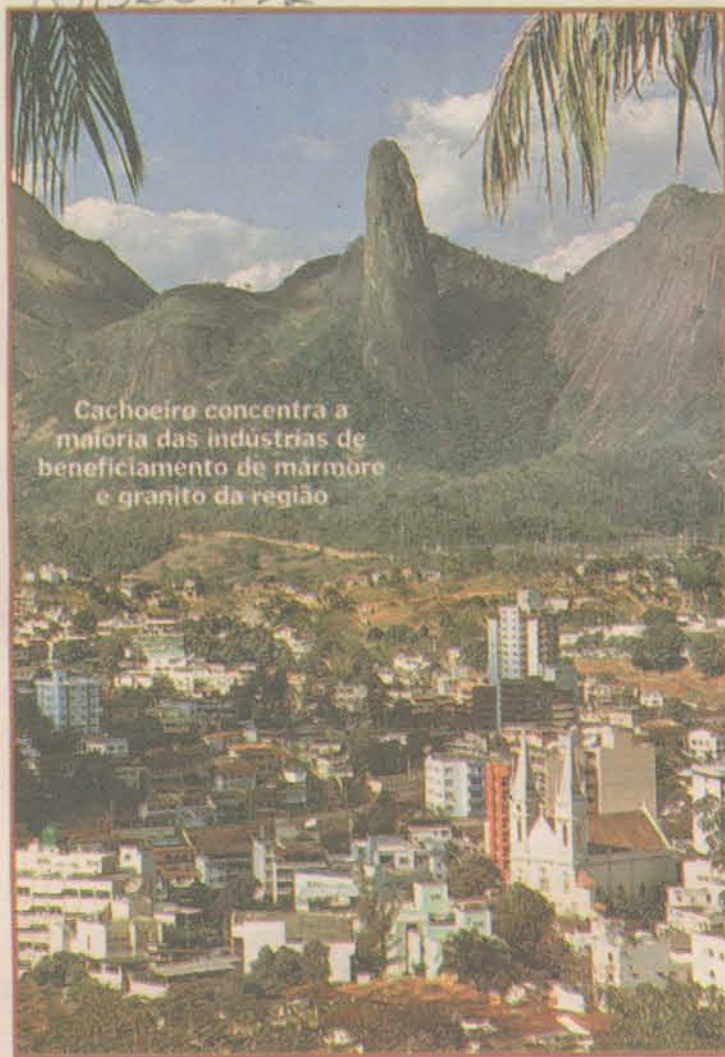 Cachoeiro concentra a
maioria das indústrias de
beneficiamento de mármore
e granito da região